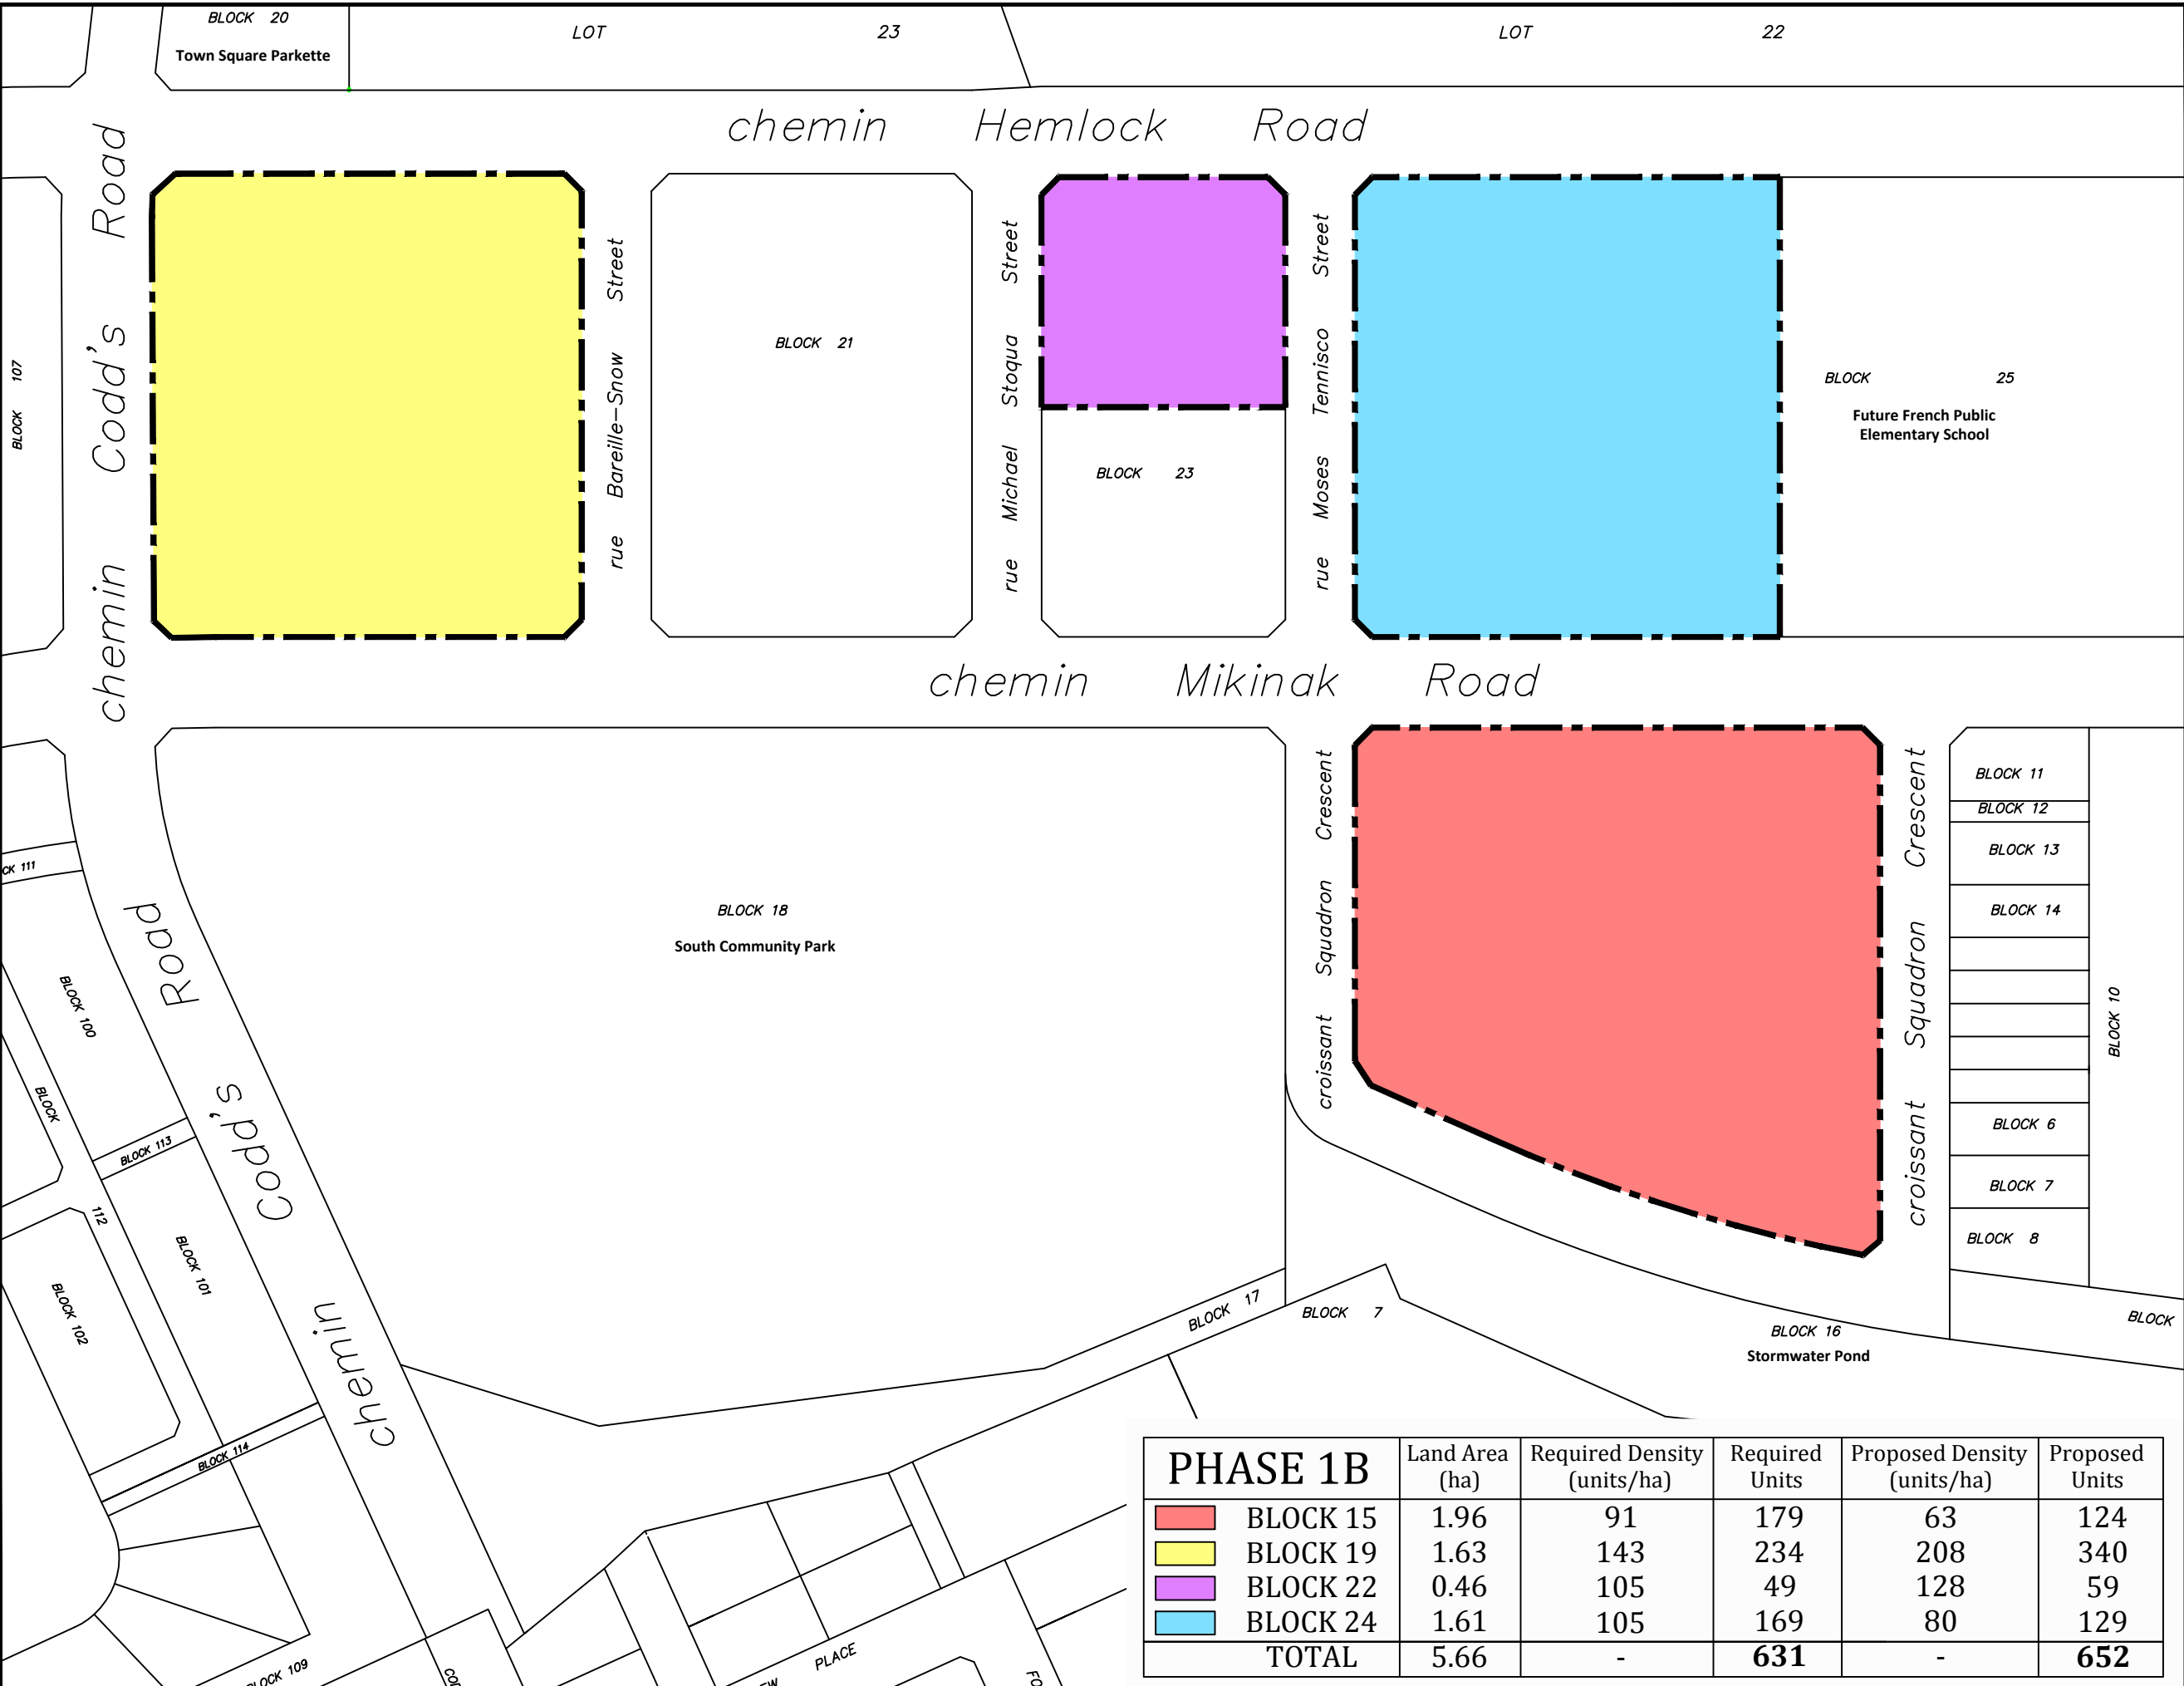 BLOCK 20
Town Square Parkette
LOT 23
LOT 22
chemin Hemlock Road
chemin Codd's Road
BLOCK 107
rue Bareille-Snow Street
BLOCK 21
rue Michael Stoqua Street
BLOCK 23
rue Moses Tennisco Street
BLOCK 25
Future French Public
Elementary School
chemin Mikinak Road
CK 111
BLOCK 18
South Community Park
croissant Squadron Crescent
croissant Squadron Crescent
BLOCK 11
BLOCK 12
BLOCK 13
BLOCK 14
BLOCK 6
BLOCK 7
BLOCK 8
BLOCK 10
BLOCK
chemin Codd's Road
BLOCK 100
BLOCK 112
BLOCK 113
BLOCK 101
BLOCK 102
BLOCK 114
BLOCK 17
BLOCK 7
BLOCK 16
Stormwater Pond
LOCK 109
EW PLACE
FO
PHASE 1B Land Area (ha) Required Density (units/ha) Required Units Proposed Density (units/ha) Proposed Units
BLOCK 15 1.96 91 179 63 124
BLOCK 19 1.63 143 234 208 340
BLOCK 22 0.46 105 49 128 59
BLOCK 24 1.61 105 169 80 129
TOTAL 5.66 - 631 - 652